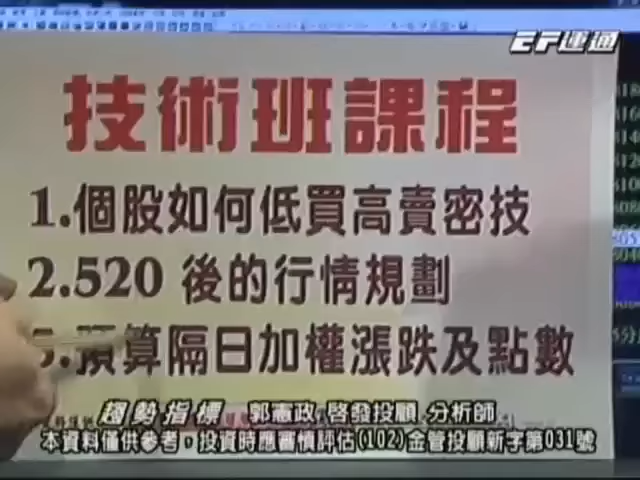 EF運通
技術班課程
1.個股如何低買高賣密技
2.520 後的行情規劃
3.預算隔日加權漲跌及點數
趨勢指標 郭憲政 啓發投顧 分析師
本資料僅供參考，投資時應審慎評估(102)金管投顧新字第031號